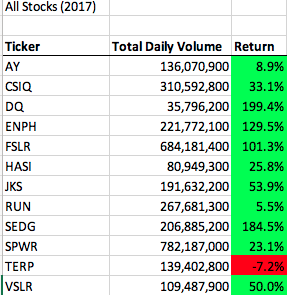 All Stocks (2017)
Ticker Total Daily Volume Return
AY 136,070,900 8.9%
CSIQ 310,592,800 33.1%
DQ 35,796,200 199.4%
ENPH 221,772,100 129.5%
FSLR 684,181,400 101.3%
HASI 80,949,300 25.8%
JKS 191,632,200 53.9%
RUN 267,681,300 5.5%
SEDG 206,885,200 184.5%
SPWR 782,187,000 23.1%
TERP 139,402,800 -7.2%
VSLR 109,487,900 50.0%